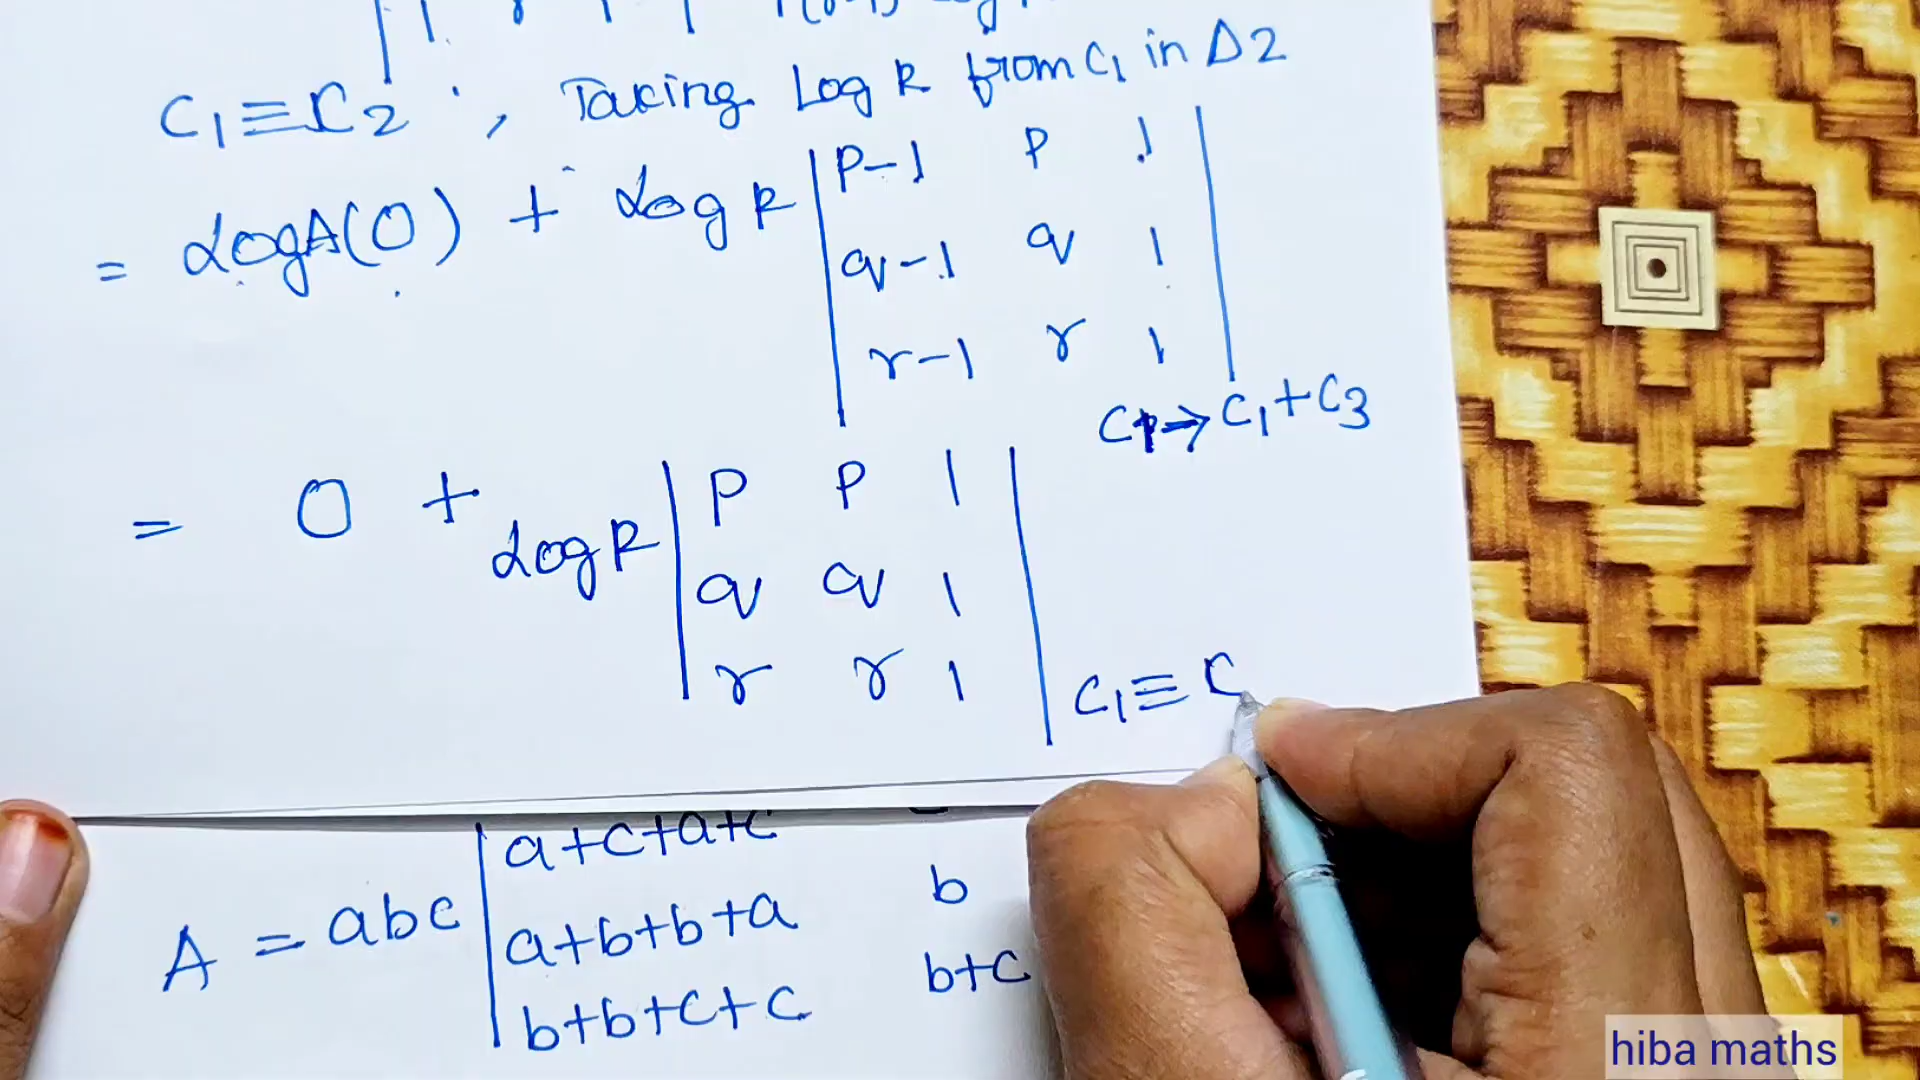 C1≡C2 , Taking Log R from C1 in Δ2
= Log A(0) + Log R | p-1 p 1 |
q-1 q 1
r-1 r 1
C1→C1+C3
= 0 + Log R | p p 1 |
q q 1
r r 1 C1≡C
A = abc | a+c+a+c
a+b+b+a b
b+b+c+c b+c
hiba maths